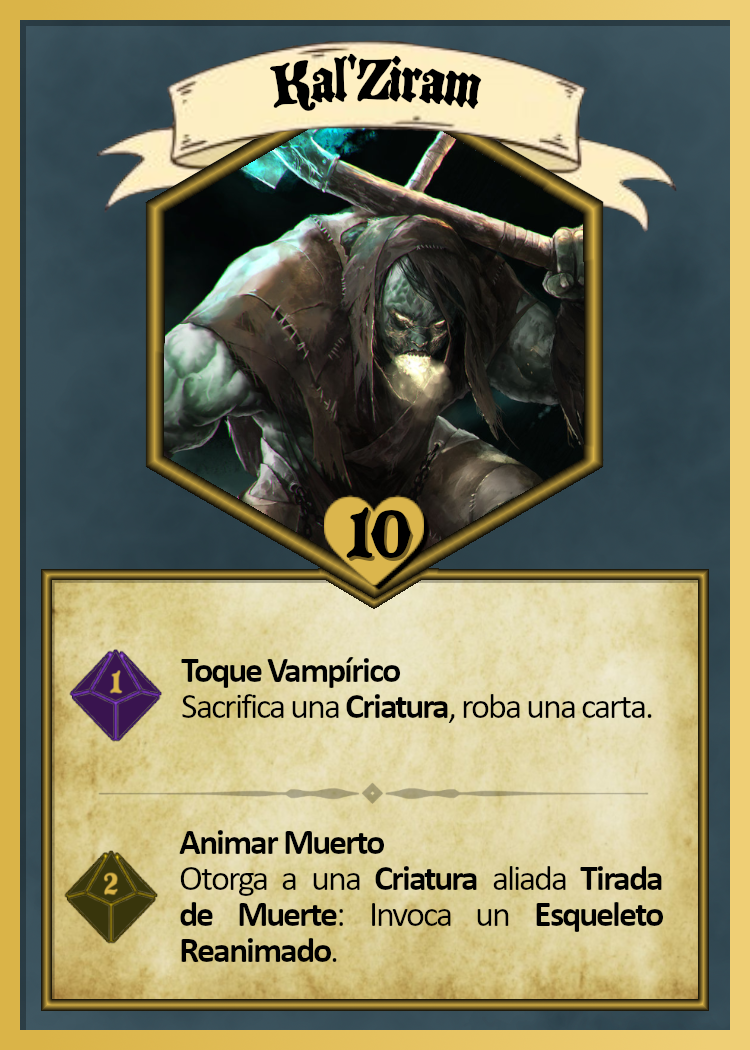 Kal'Ziram
10
1
Toque Vampírico
Sacrifica una Criatura, roba una carta.
2
Animar Muerto
Otorga a una Criatura aliada Tirada
de Muerte: Invoca un Esqueleto
Reanimado.